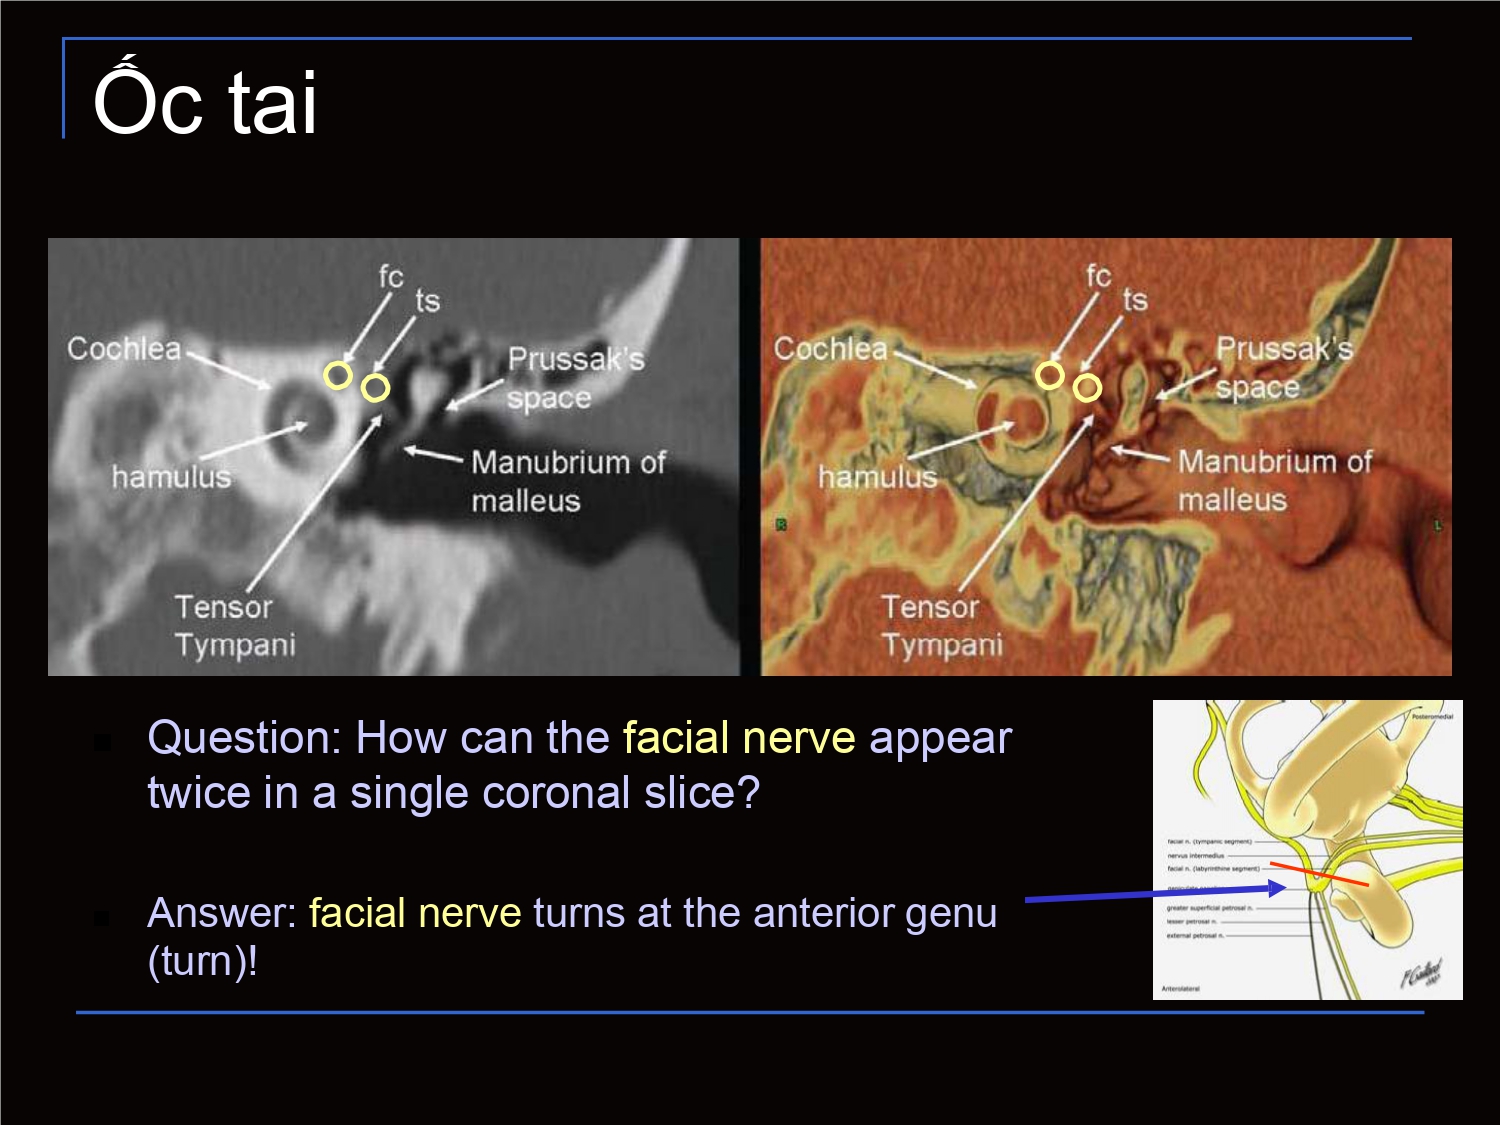 Ốc tai
fc
ts
Cochlea
Prussak's
space
hamulus
Manubrium of
malleus
Tensor
Tympani
fc
ts
Cochlea
Prussak's
space
hamulus
Manubrium of
malleus
R
L
Tensor
Tympani
Question: How can the facial nerve appear
twice in a single coronal slice?
Answer: facial nerve turns at the anterior genu
(turn)!
Posteromedial
facial n. (tympanic segment)
nervus intermedius
facial n. (labyrinthine segment)
greater superficial petrosal n.
lesser petrosal n.
external petrosal n.
Anterolateral